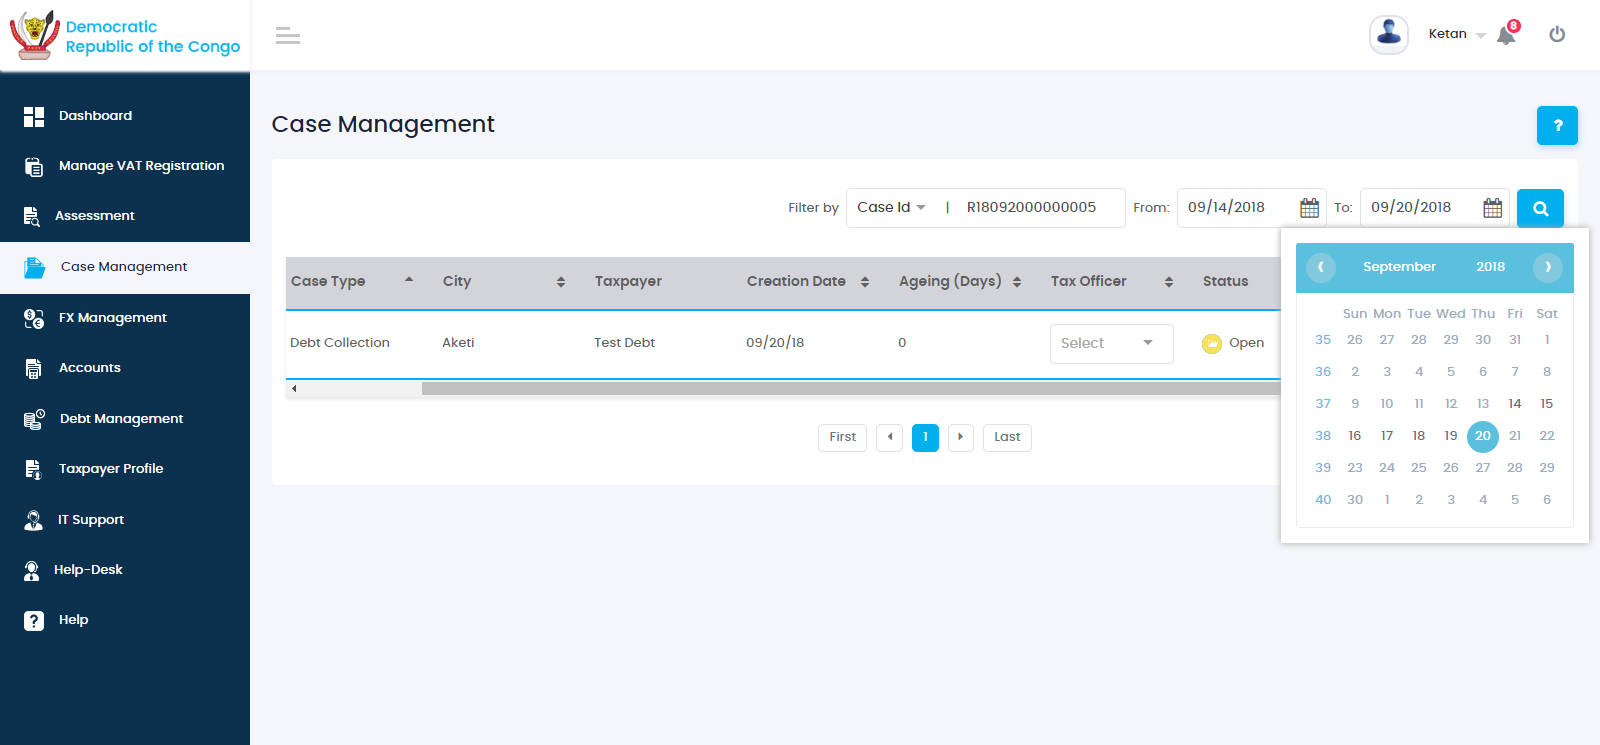 Democratic
Republic of the Congo
Ketan
8
Dashboard
Manage VAT Registration
Assessment
Case Management
FX Management
Accounts
Debt Management
Taxpayer Profile
IT Support
Help-Desk
Help
Case Management
?
Filter by Case Id | R18092000000005 From: 09/14/2018 To: 09/20/2018
Case Type City Taxpayer Creation Date Ageing (Days) Tax Officer Status
Debt Collection Aketi Test Debt 09/20/18 0 Select Open
First 1 Last
September 2018
Sun Mon Tue Wed Thu Fri Sat
35 26 27 28 29 30 31 1
36 2 3 4 5 6 7 8
37 9 10 11 12 13 14 15
38 16 17 18 19 20 21 22
39 23 24 25 26 27 28 29
40 30 1 2 3 4 5 6